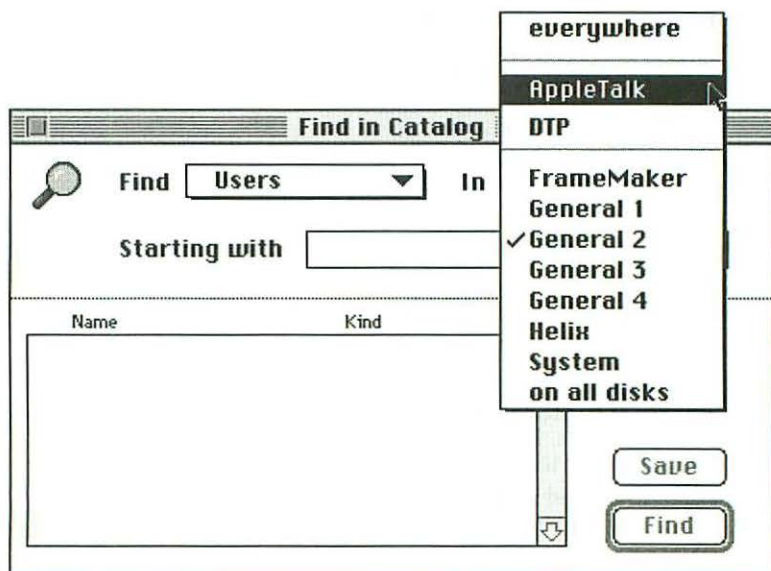 everywhere
AppleTalk
DTP
FrameMaker
General 1
✓General 2
General 3
General 4
Helix
System
on all disks
Find in Catalog
Find Users In
Starting with
Name Kind
Save
Find